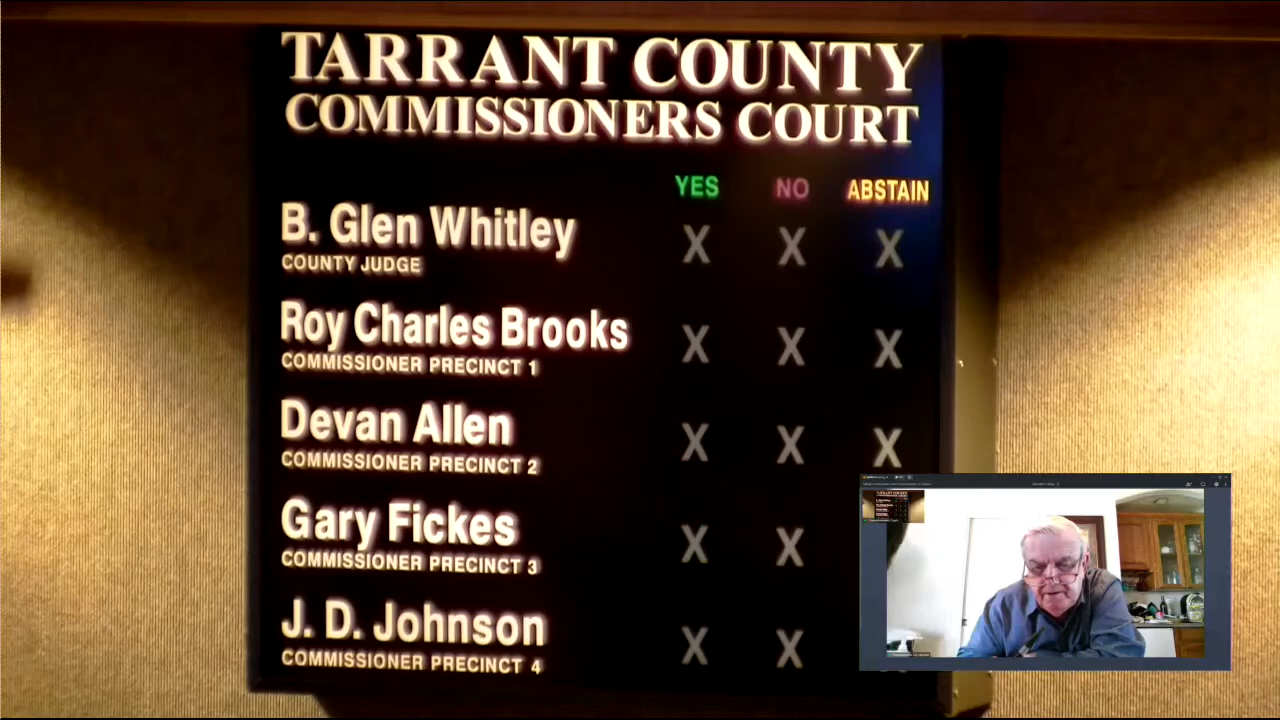 TARRANT COUNTY
COMMISSIONERS COURT
YES NO ABSTAIN
B. Glen Whitley X X X
COUNTY JUDGE
Roy Charles Brooks X X X
COMMISSIONER PRECINCT 1
Devan Allen X X X
COMMISSIONER PRECINCT 2
Gary Fickes X X
COMMISSIONER PRECINCT 3
J. D. Johnson X X
COMMISSIONER PRECINCT 4